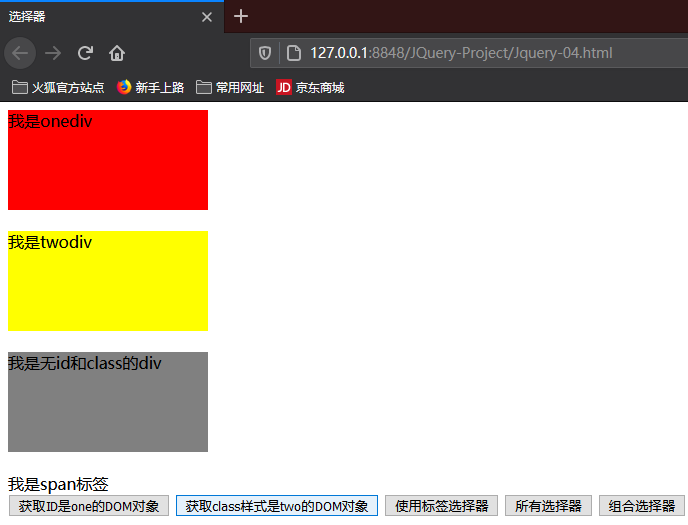 选择器
127.0.0.1:8848/JQuery-Project/Jquery-04.html
火狐官方站点 新手上路 常用网址 JD 京东商城
我是onediv
我是twodiv
我是无id和class的div
我是span标签
获取ID是one的DOM对象 获取class样式是two的DOM对象 使用标签选择器 所有选择器 组合选择器